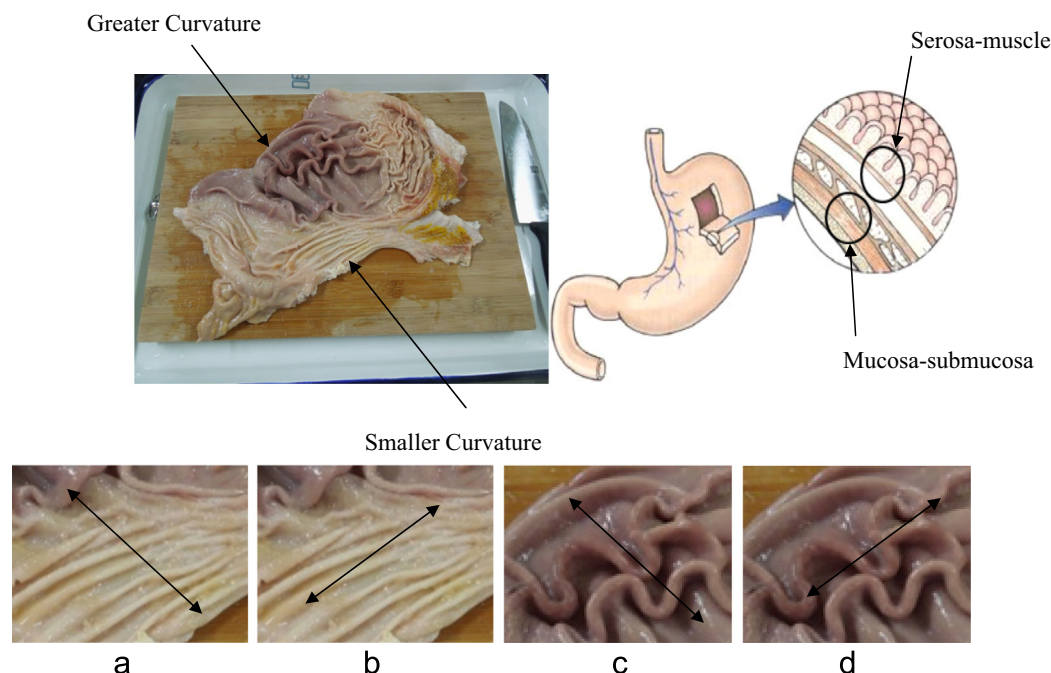 Greater Curvature
Serosa-muscle
Mucosa-submucosa
Smaller Curvature
a
b
c
d